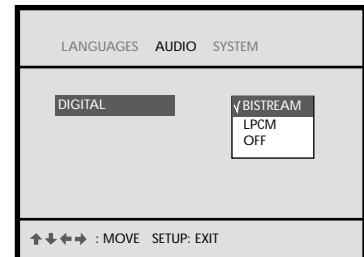 LANGUAGES AUDIO SYSTEM
DIGITAL √ BISTREAM
LPCM
OFF
↑ ↓ ← → : MOVE SETUP: EXIT